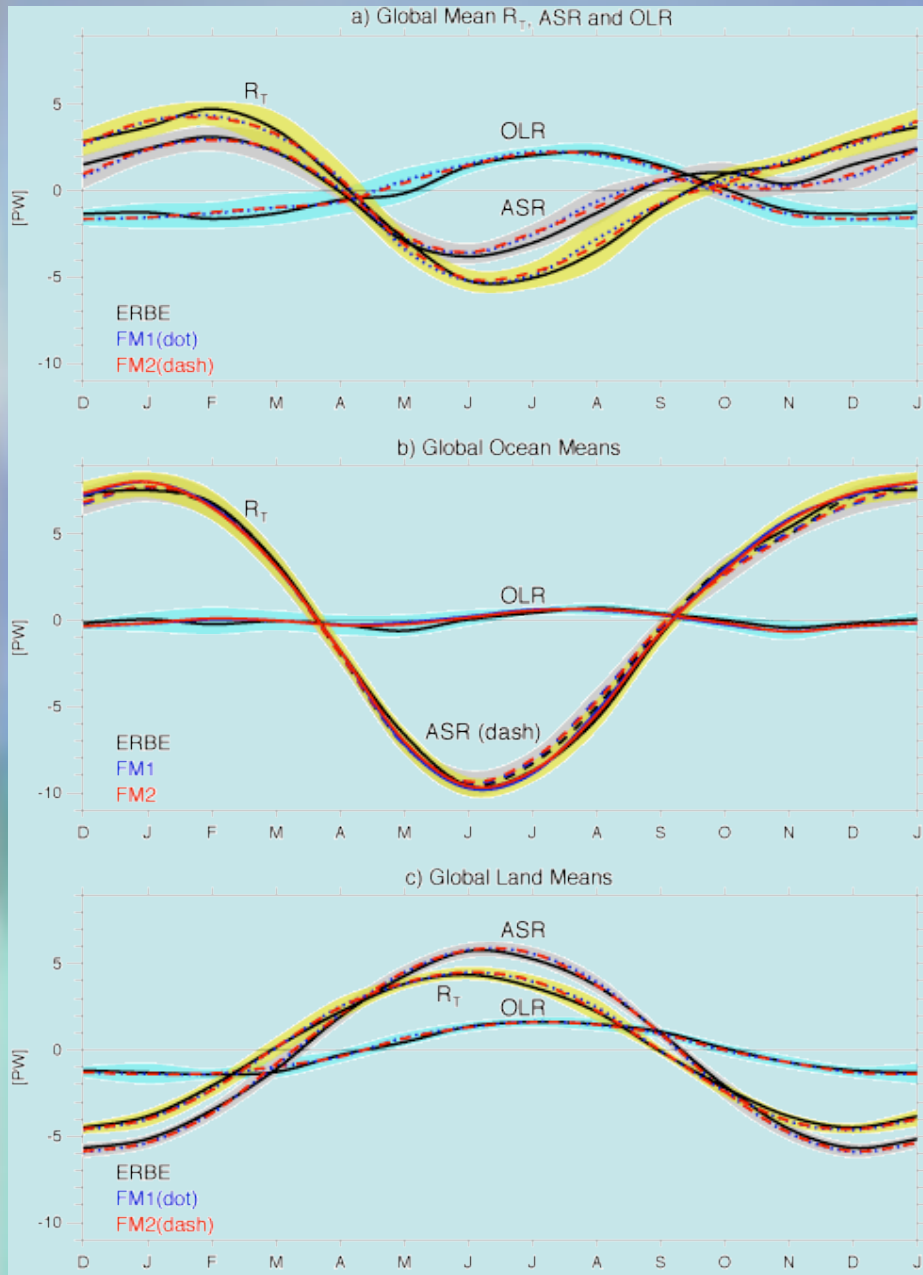 a) Global Mean R_T, ASR and OLR
R_T
OLR
ASR
[PW]
5
0
-5
-10
ERBE
FM1(dot)
FM2(dash)
D J F M A M J J A S O N D J
b) Global Ocean Means
R_T
OLR
ASR (dash)
[PW]
5
0
-5
-10
ERBE
FM1
FM2
D J F M A M J J A S O N D J
c) Global Land Means
ASR
R_T
OLR
[PW]
5
0
-5
-10
ERBE
FM1(dot)
FM2(dash)
D J F M A M J J A S O N D J